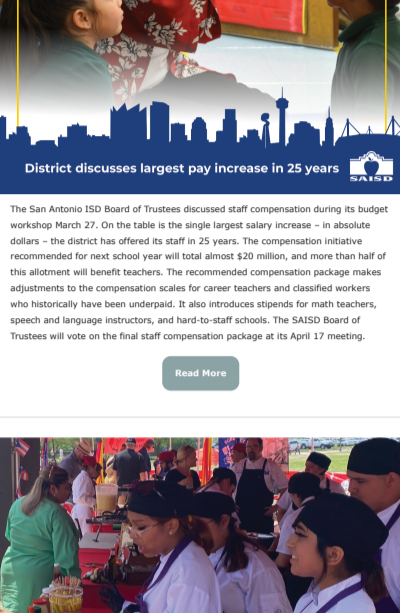 District discusses largest pay increase in 25 years
SAISD
The San Antonio ISD Board of Trustees discussed staff compensation during its budget
workshop March 27. On the table is the single largest salary increase – in absolute
dollars – the district has offered its staff in 25 years. The compensation initiative
recommended for next school year will total almost $20 million, and more than half of
this allotment will benefit teachers. The recommended compensation package makes
adjustments to the compensation scales for career teachers and classified workers
who historically have been underpaid. It also introduces stipends for math teachers,
speech and language instructors, and hard-to-staff schools. The SAISD Board of
Trustees will vote on the final staff compensation package at its April 17 meeting.
Read More